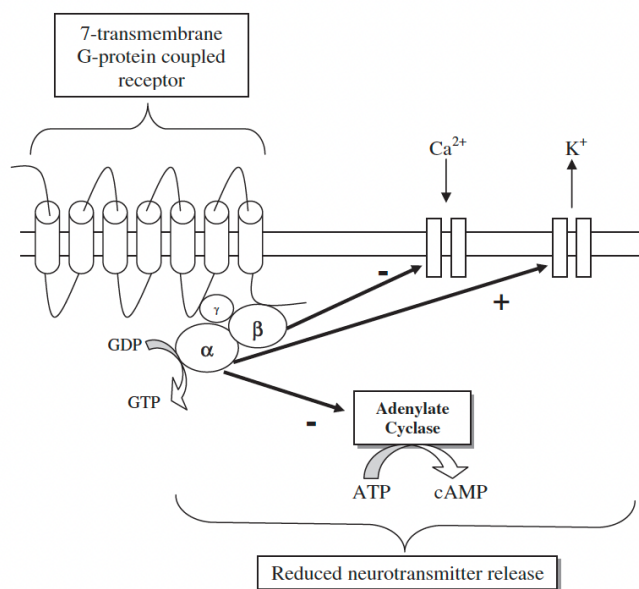 7-transmembrane
G-protein coupled
receptor
Ca2+
K+
-
+
γ
β
α
GDP
GTP
-
Adenylate
Cyclase
ATP
cAMP
Reduced neurotransmitter release